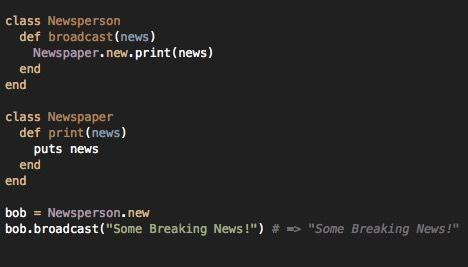 class Newsperson
  def broadcast(news)
    Newspaper.new.print(news)
  end
end

class Newspaper
  def print(news)
    puts news
  end
end

bob = Newsperson.new
bob.broadcast("Some Breaking News!") # => "Some Breaking News!"